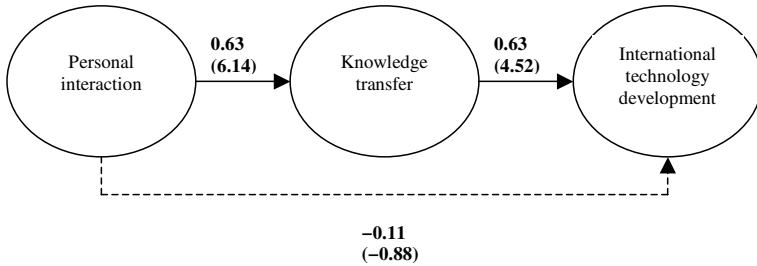 Personal
interaction
0.63
(6.14)
Knowledge
transfer
0.63
(4.52)
International
technology
development
−0.11
(−0.88)